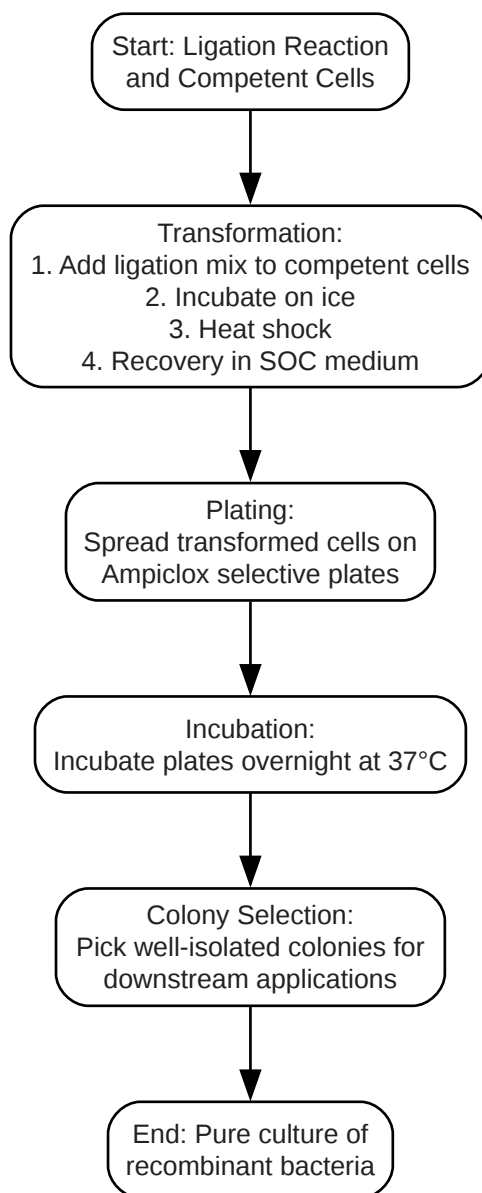 Start: Ligation Reaction
and Competent Cells
Transformation:
1. Add ligation mix to competent cells
2. Incubate on ice
3. Heat shock
4. Recovery in SOC medium
Plating:
Spread transformed cells on
Ampiclox selective plates
Incubation:
Incubate plates overnight at 37°C
Colony Selection:
Pick well-isolated colonies for
downstream applications
End: Pure culture of
recombinant bacteria